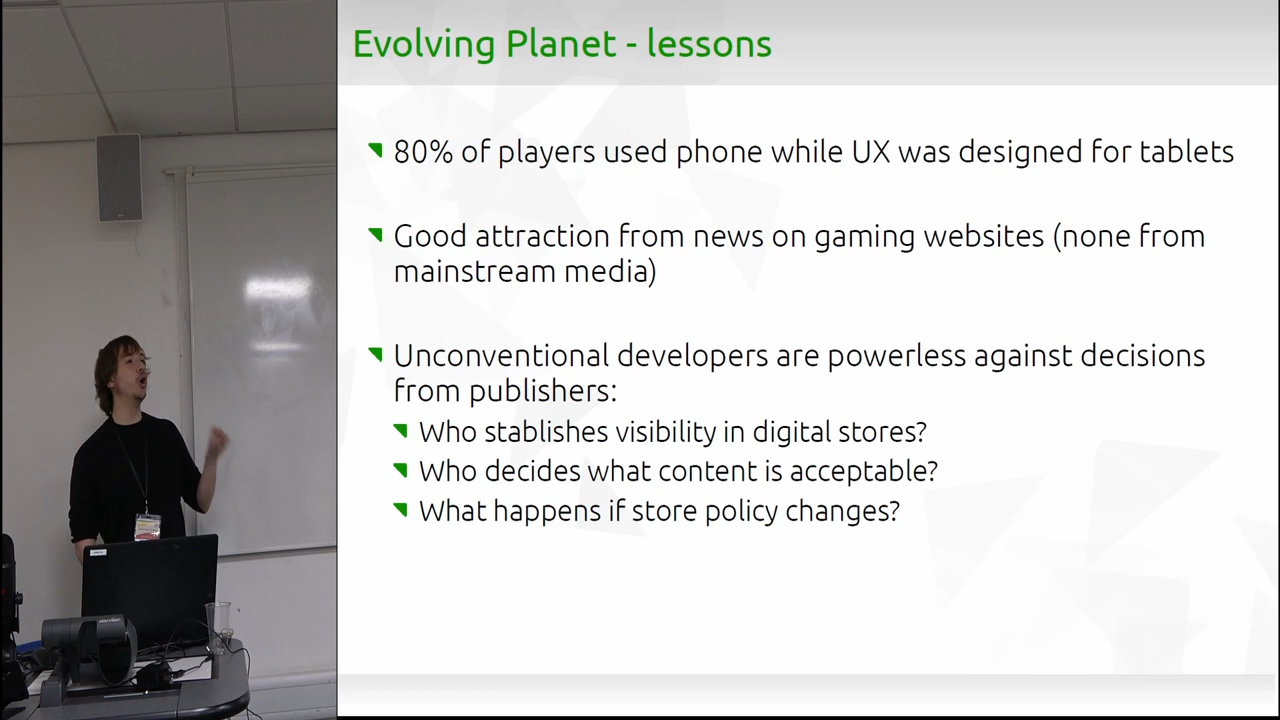 Evolving Planet - lessons
80% of players used phone while UX was designed for tablets
Good attraction from news on gaming websites (none from
mainstream media)
Unconventional developers are powerless against decisions
from publishers:
Who stablishes visibility in digital stores?
Who decides what content is acceptable?
What happens if store policy changes?